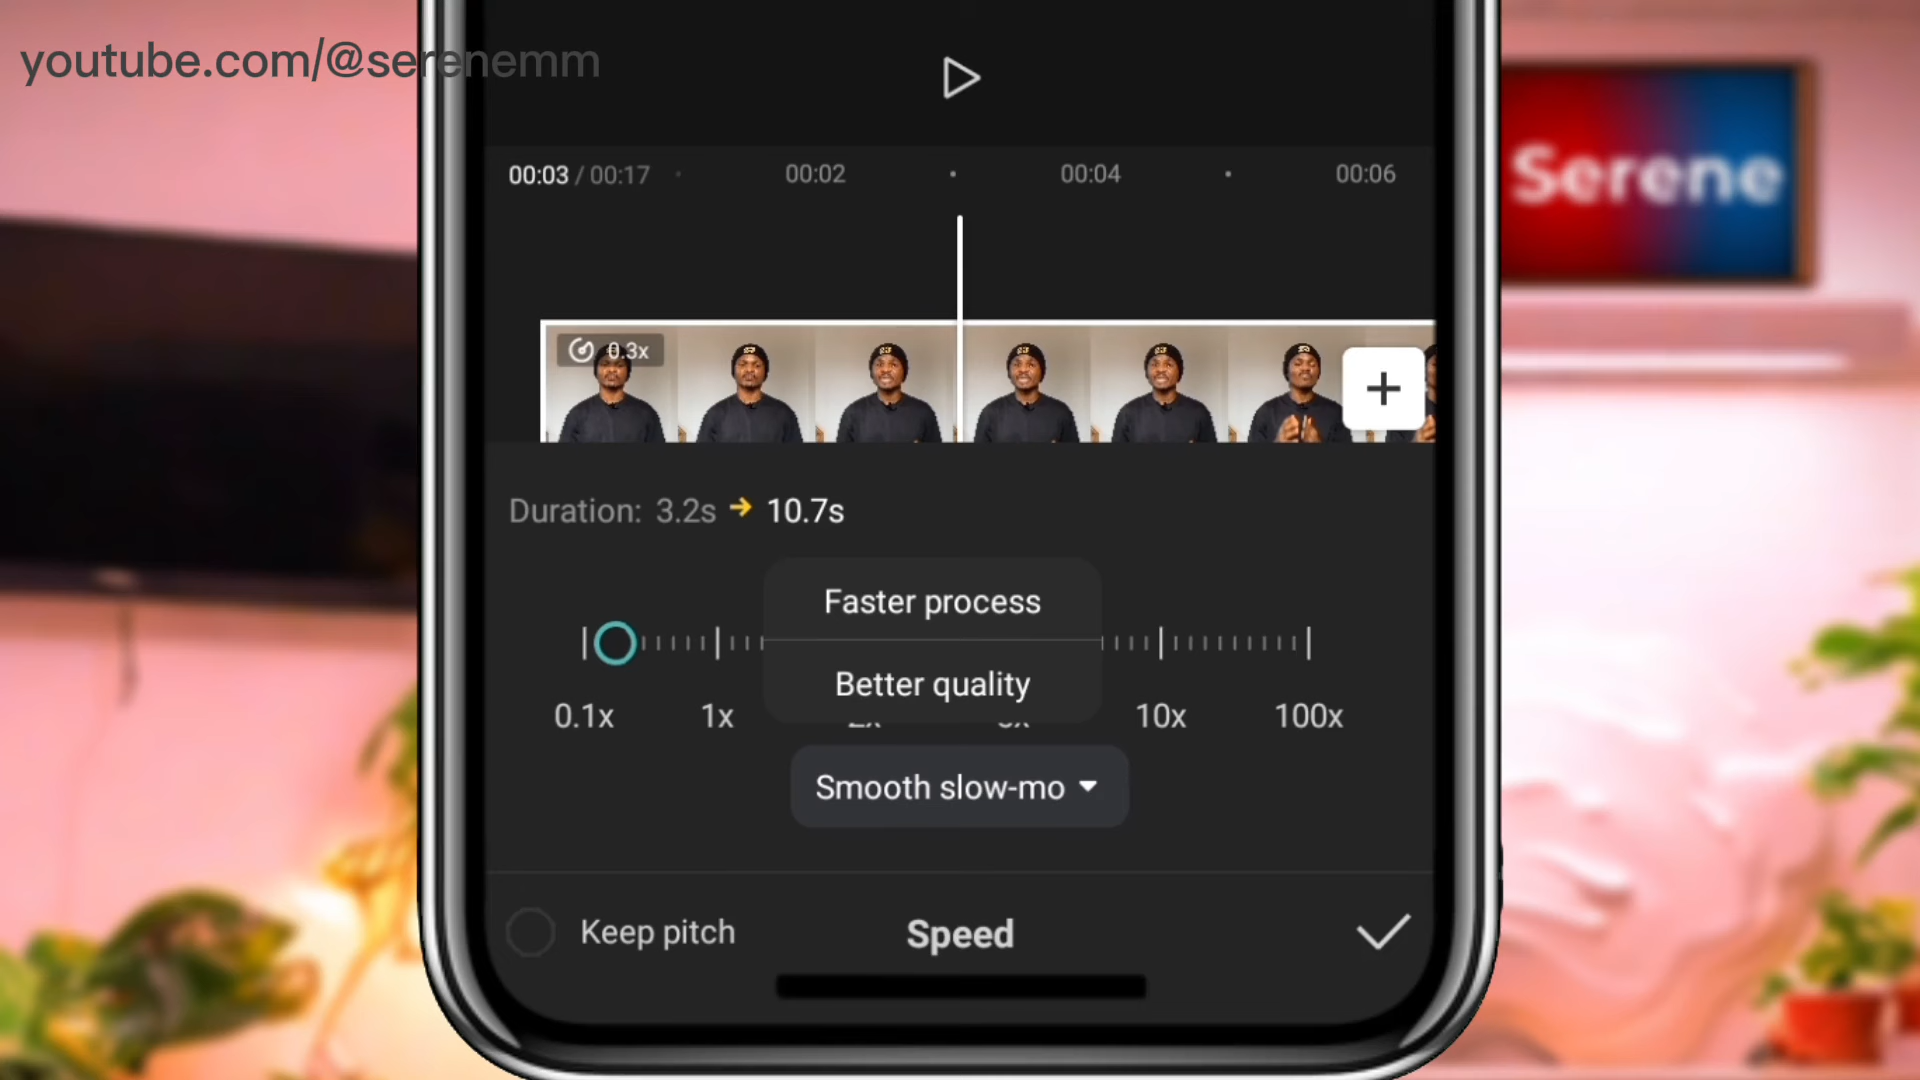 youtube.com/@serenemm
Serene
00:03 / 00:17
00:02
00:04
00:06
0.3x
Duration: 3.2s → 10.7s
Faster process
Better quality
0.1x
1x
10x
100x
Smooth slow-mo
Keep pitch
Speed